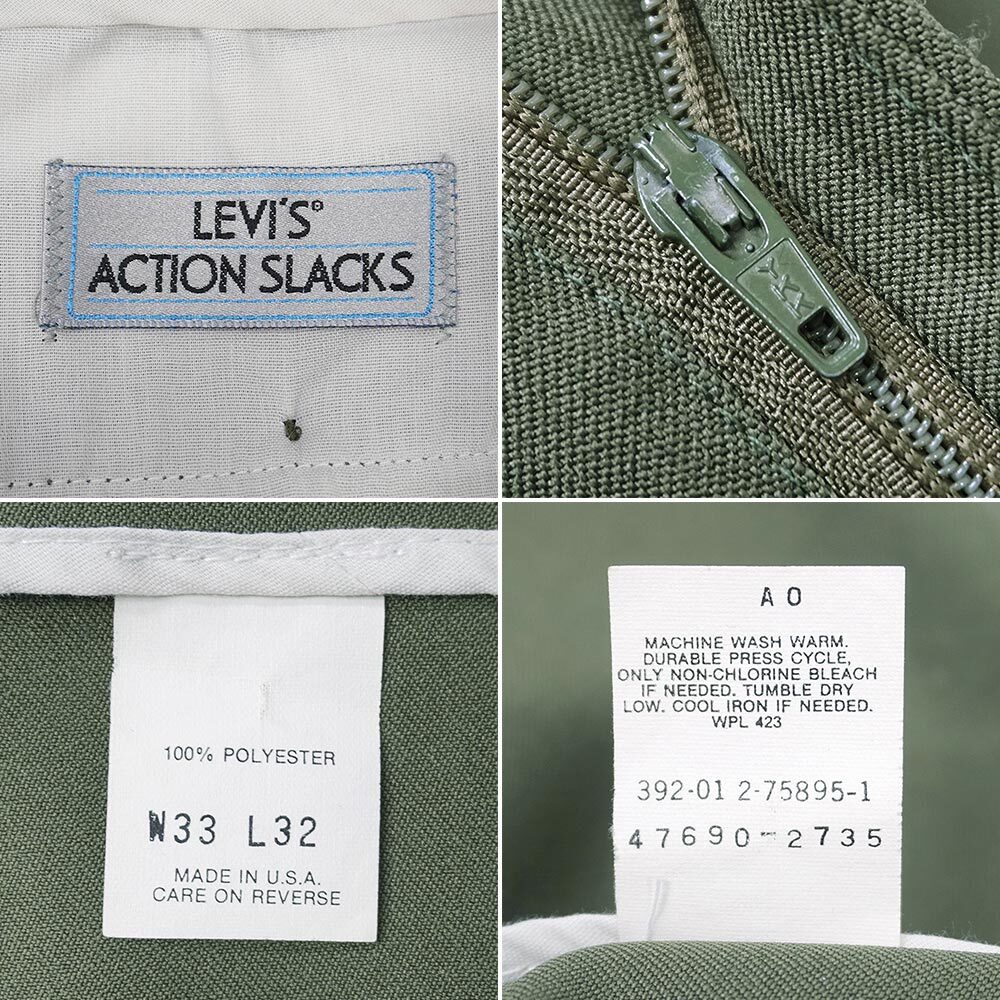 LEVI'S®
ACTION SLACKS
YKK
100% POLYESTER
W33 L32
MADE IN U.S.A.
CARE ON REVERSE
A O
MACHINE WASH WARM.
DURABLE PRESS CYCLE,
ONLY NON-CHLORINE BLEACH
IF NEEDED. TUMBLE DRY
LOW. COOL IRON IF NEEDED.
WPL 423
392-01 2-75895-1
47690-2735